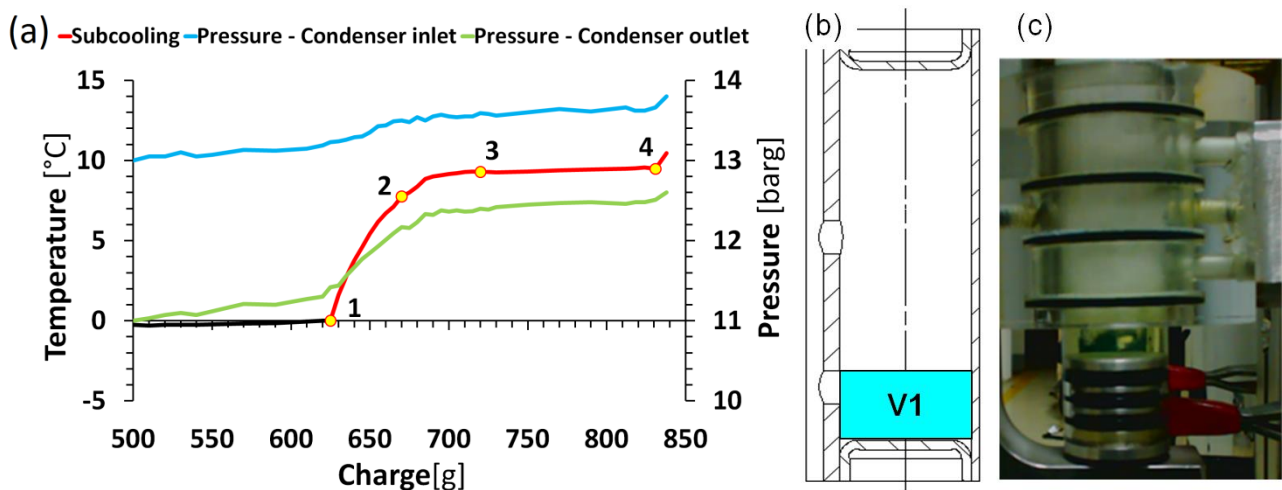 (a)
Subcooling Pressure - Condenser inlet Pressure - Condenser outlet
15
10
5
0
-5
Temperature [°C]
14
13
12
11
10
Pressure [barg]
1
2
3
4
500 550 600 650 700 750 800 850
Charge[g]
(b)
V1
(c)